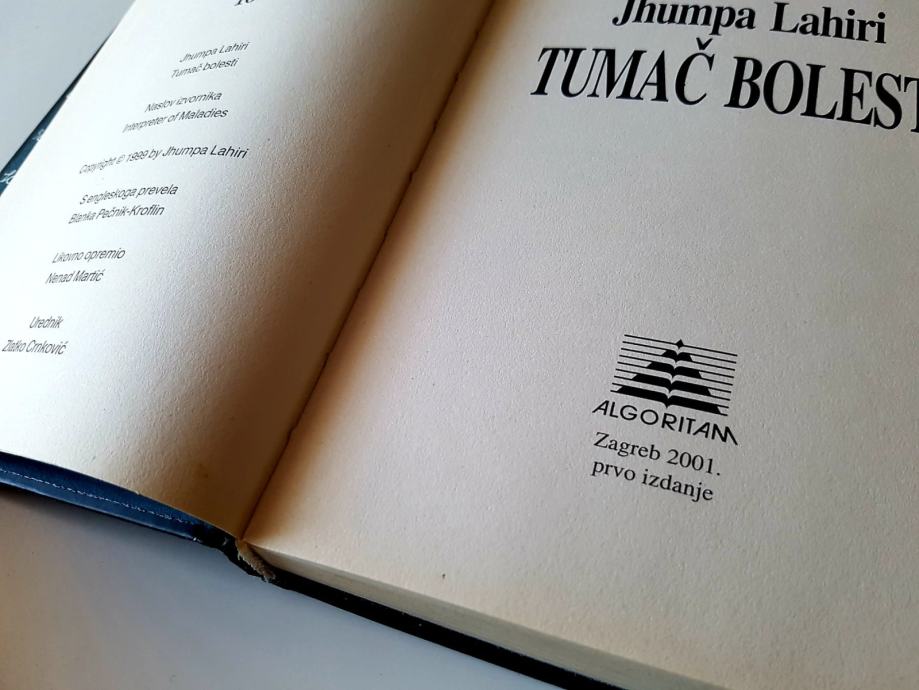 Jhumpa Lahiri
Tumač bolesti
Naslov izvornika
Interpreter of Maladies
Copyright © 1999 by Jhumpa Lahiri
S engleskoga prevela
Blanka Pečnik-Kroflin
Likovno opremio
Nenad Martić
Urednik
Zlatko Crnković
Jhumpa Lahiri
TUMAČ BOLEST
ALGORITAM
Zagreb 2001.
prvo izdanje